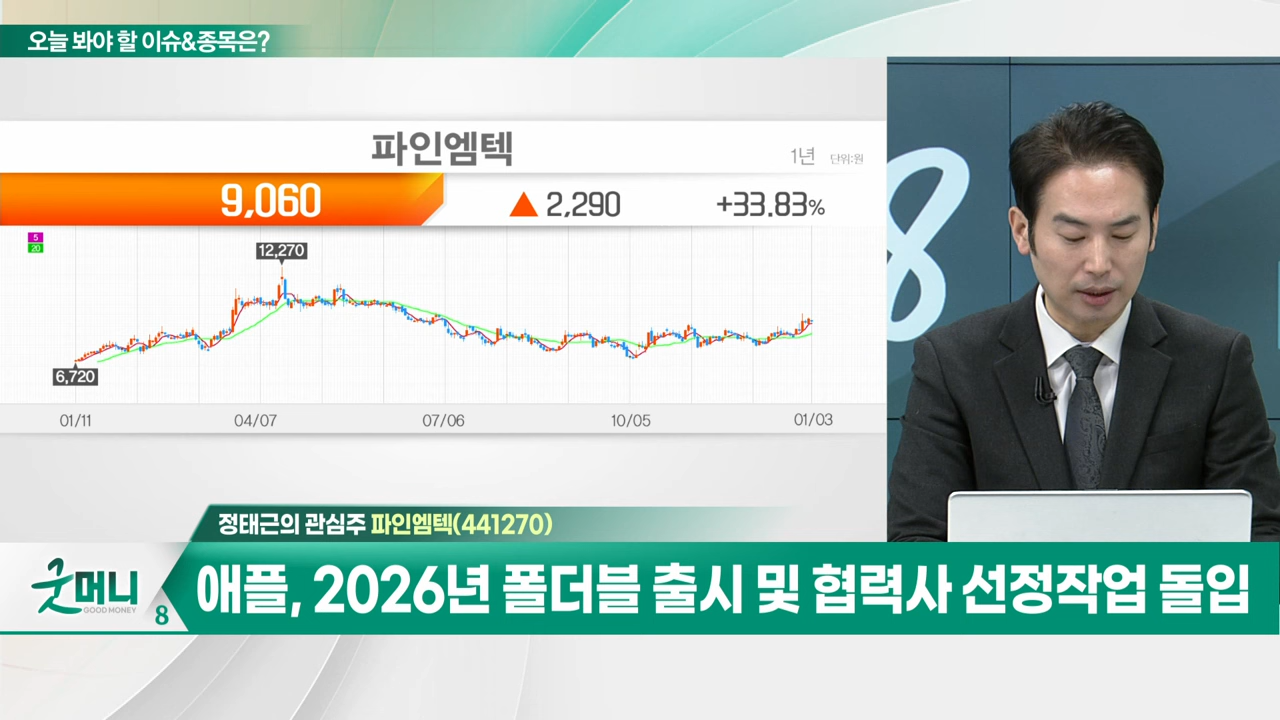 오늘 봐야 할 이슈&종목은?
파인엠텍
1년 단위:원
9,060 ▲ 2,290 +33.83%
5
20
12,270
6,720
01/11 04/07 07/06 10/05 01/03
8
정태근의 관심주 파인엠텍(441270)
굿머니
GOOD MONEY
8
애플, 2026년 폴더블 출시 및 협력사 선정작업 돌입